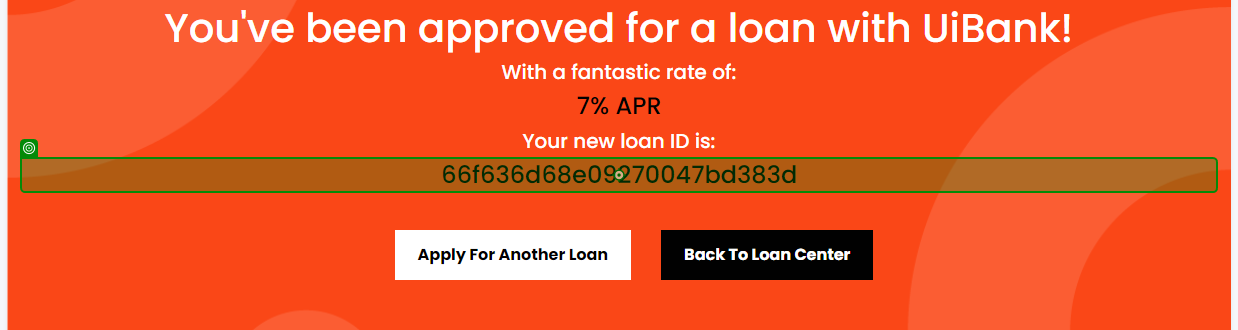 You've been approved for a loan with UiBank!
With a fantastic rate of:
7% APR
Your new loan ID is:
66f636d68e09270047bd383d
Apply For Another Loan
Back To Loan Center